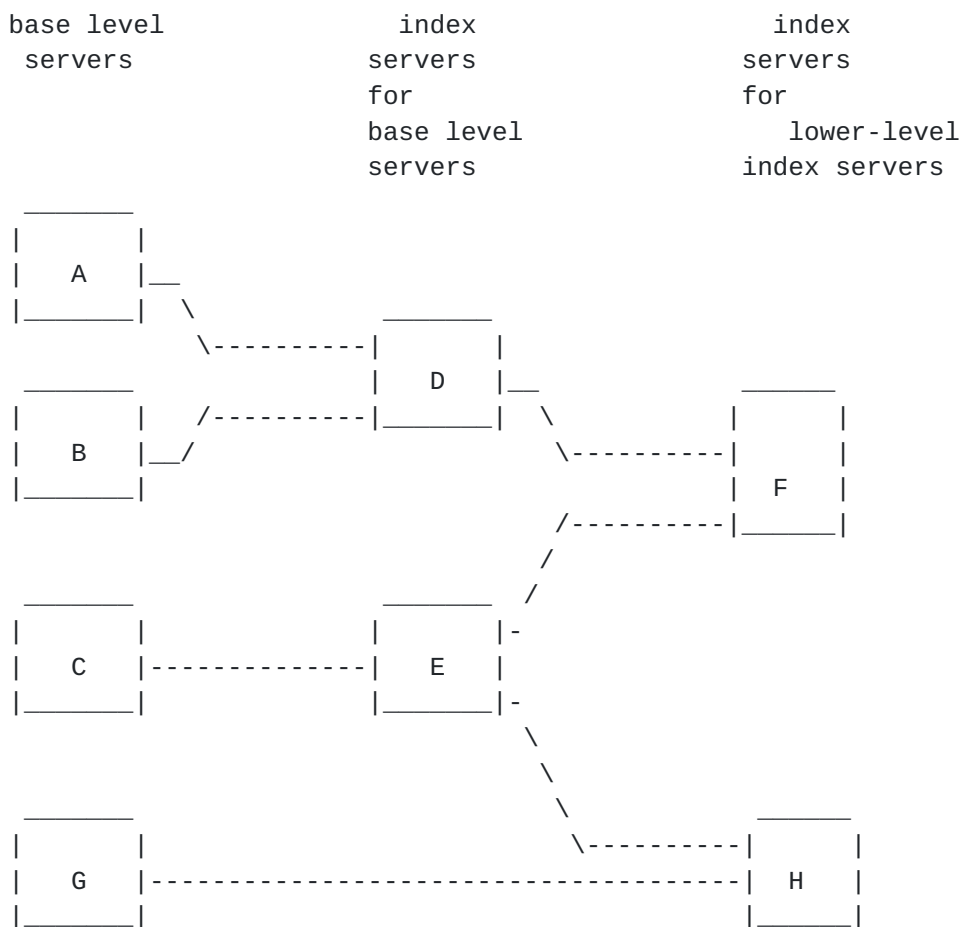 base level index index
servers servers servers
for for
base level lower-level
servers index servers
A
D
B
F
C E
G H